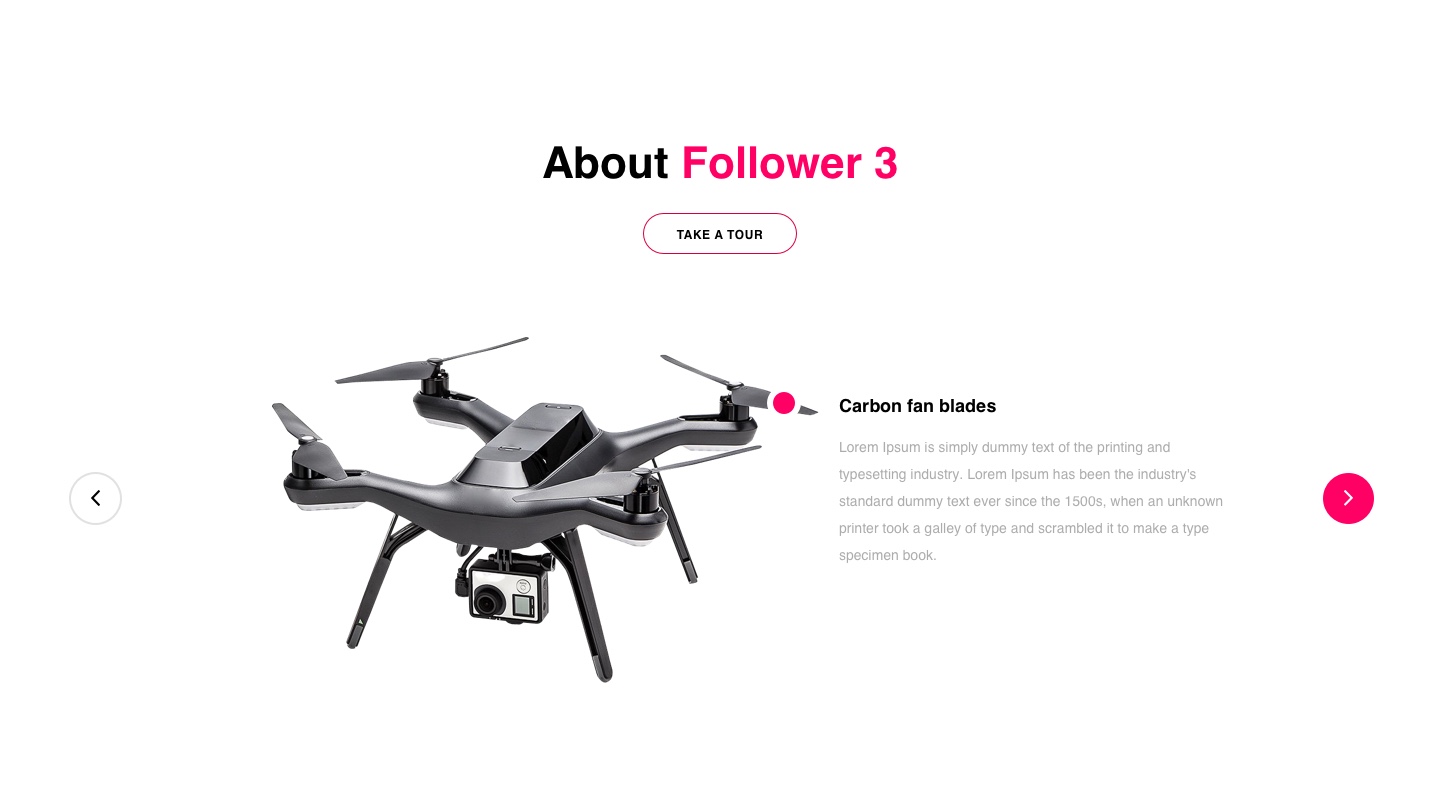 About Follower 3
TAKE A TOUR
Carbon fan blades
Lorem Ipsum is simply dummy text of the printing and
typesetting industry. Lorem Ipsum has been the industry's
standard dummy text ever since the 1500s, when an unknown
printer took a galley of type and scrambled it to make a type
specimen book.